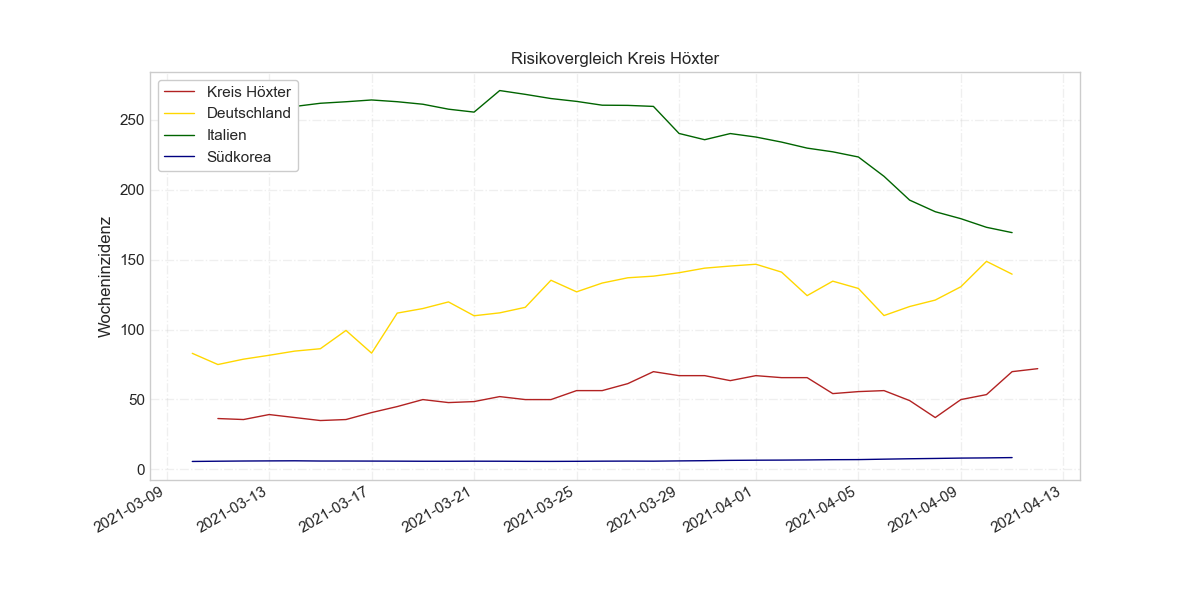 Risikovergleich Kreis Höxter
Kreis Höxter
Deutschland
Italien
Südkorea
Wocheninzidenz
250
200
150
100
50
0
2021-03-09
2021-03-13
2021-03-17
2021-03-21
2021-03-25
2021-03-29
2021-04-01
2021-04-05
2021-04-09
2021-04-13